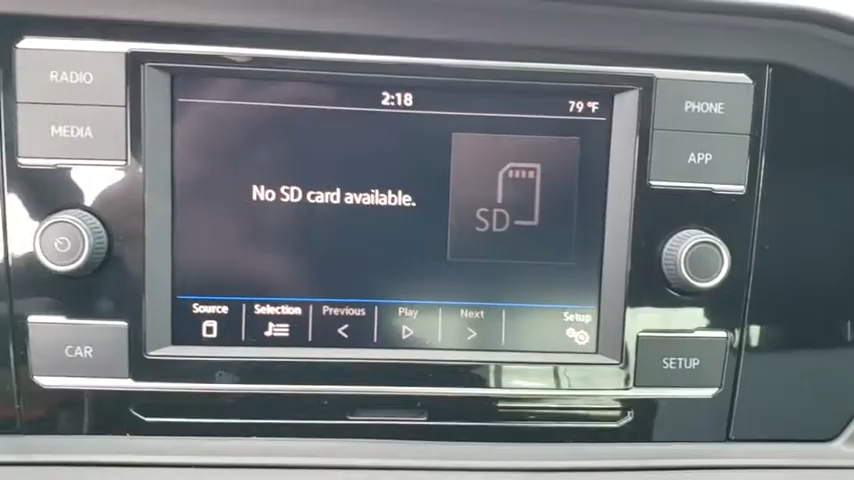 RADIO
MEDIA
2:18
79 °F
PHONE
APP
No SD card available.
SD
Source
Selection
Previous
Play
Next
Setup
CAR
SETUP